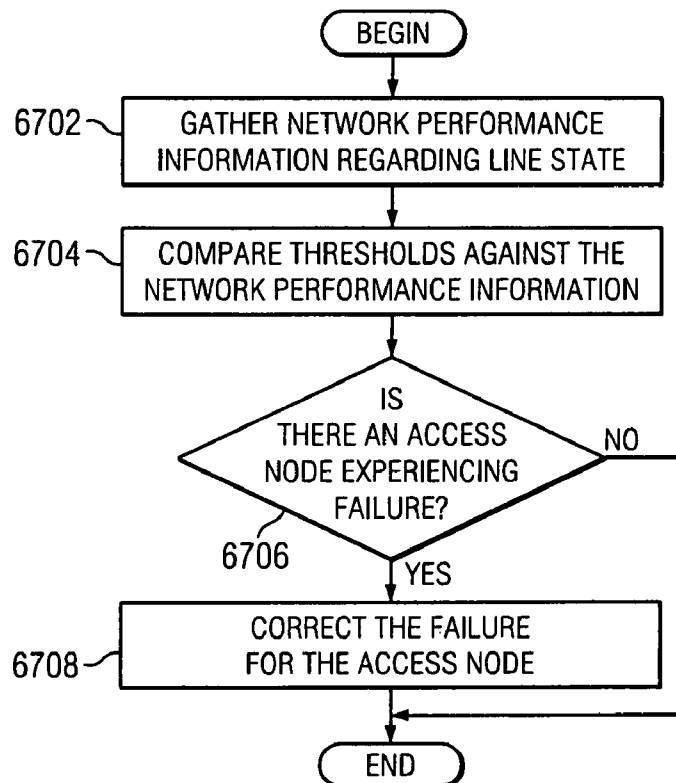 BEGIN
6702
GATHER NETWORK PERFORMANCE
INFORMATION REGARDING LINE STATE
6704
COMPARE THRESHOLDS AGAINST THE
NETWORK PERFORMANCE INFORMATION
IS
THERE AN ACCESS
NODE EXPERIENCING
FAILURE?
NO
6706
YES
6708
CORRECT THE FAILURE
FOR THE ACCESS NODE
END